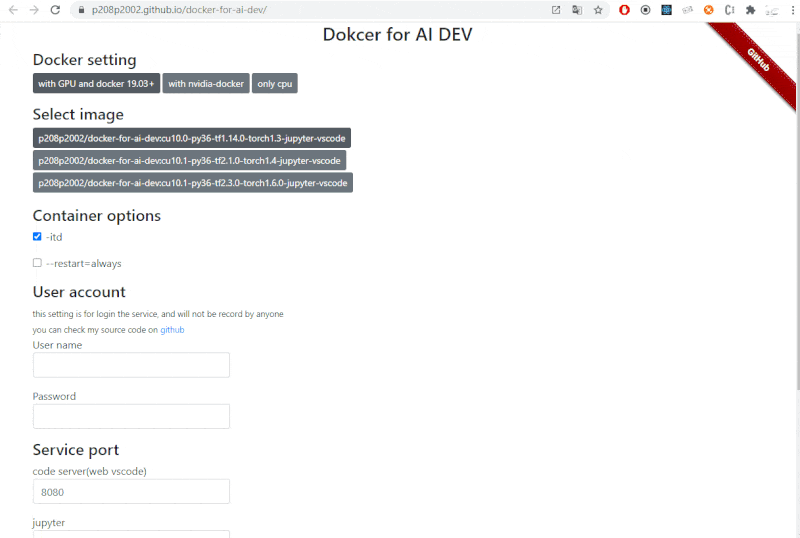 p208p2002.github.io/docker-for-ai-dev/
Dokcer for AI DEV
GitHub
Docker setting
with GPU and docker 19.03+ with nvidia-docker only cpu
Select image
p208p2002/docker-for-ai-dev:cu10.0-py36-tf1.14.0-torch1.3-jupyter-vscode
p208p2002/docker-for-ai-dev:cu10.1-py36-tf2.1.0-torch1.4-jupyter-vscode
p208p2002/docker-for-ai-dev:cu10.1-py36-tf2.3.0-torch1.6.0-jupyter-vscode
Container options
-itd
--restart=always
User account
this setting is for login the service, and will not be record by anyone
you can check my source code on github
User name
Password
Service port
code server(web vscode)
8080
jupyter